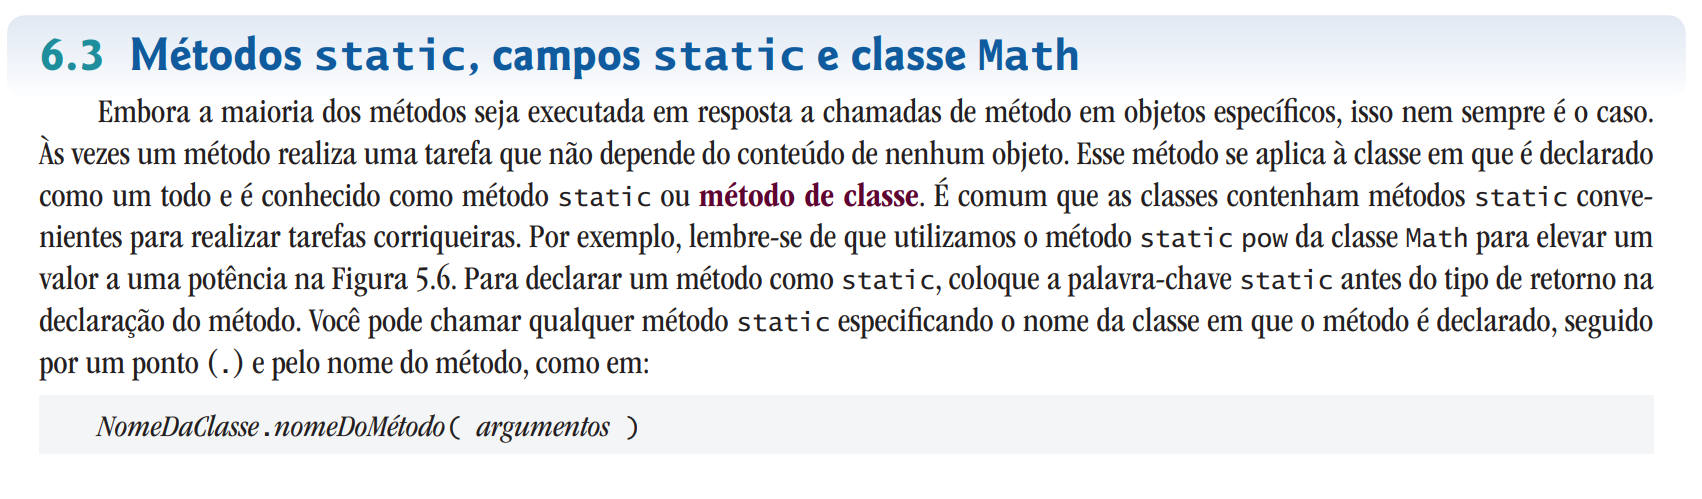 6.3 Métodos static, campos static e classe Math
Embora a maioria dos métodos seja executada em resposta a chamadas de método em objetos específicos, isso nem sempre é o caso.
Às vezes um método realiza uma tarefa que não depende do conteúdo de nenhum objeto. Esse método se aplica à classe em que é declarado
como um todo e é conhecido como método static ou método de classe. É comum que as classes contenham métodos static conve-
nientes para realizar tarefas corriqueiras. Por exemplo, lembre-se de que utilizamos o método static pow da classe Math para elevar um
valor a uma potência na Figura 5.6. Para declarar um método como static, coloque a palavra-chave static antes do tipo de retorno na
declaração do método. Você pode chamar qualquer método static especificando o nome da classe em que o método é declarado, seguido
por um ponto (.) e pelo nome do método, como em:
NomeDaClasse.nomeDoMétodo( argumentos )